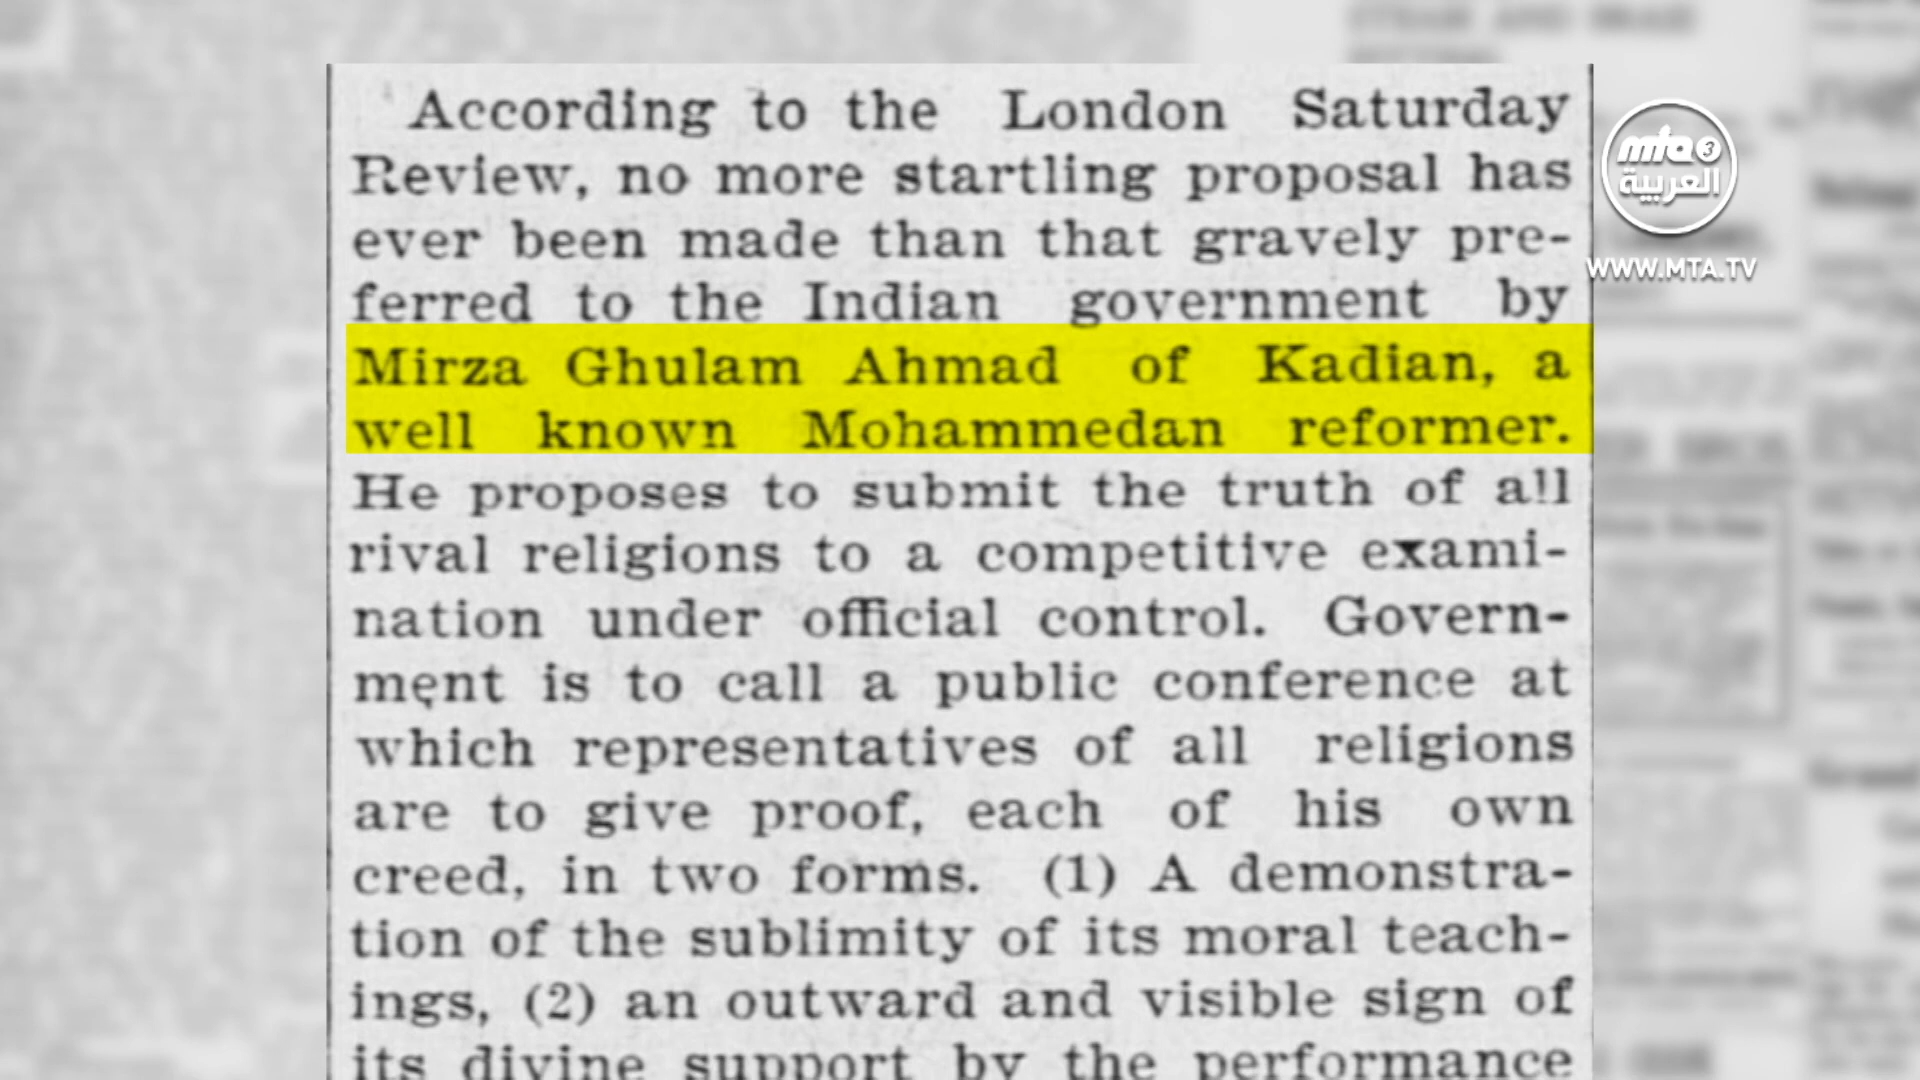 According to the London Saturday
Review, no more startling proposal has
ever been made than that gravely pre-
ferred to the Indian government by
Mirza Ghulam Ahmad of Kadian, a
well known Mohammedan reformer.
He proposes to submit the truth of all
rival religions to a competitive exami-
nation under official control. Govern-
ment is to call a public conference at
which representatives of all religions
are to give proof, each of his own
creed, in two forms. (1) A demonstra-
tion of the sublimity of its moral teach-
ings, (2) an outward and visible sign of
its divine support by the performance
mta3
العربية
WWW.MTA.TV